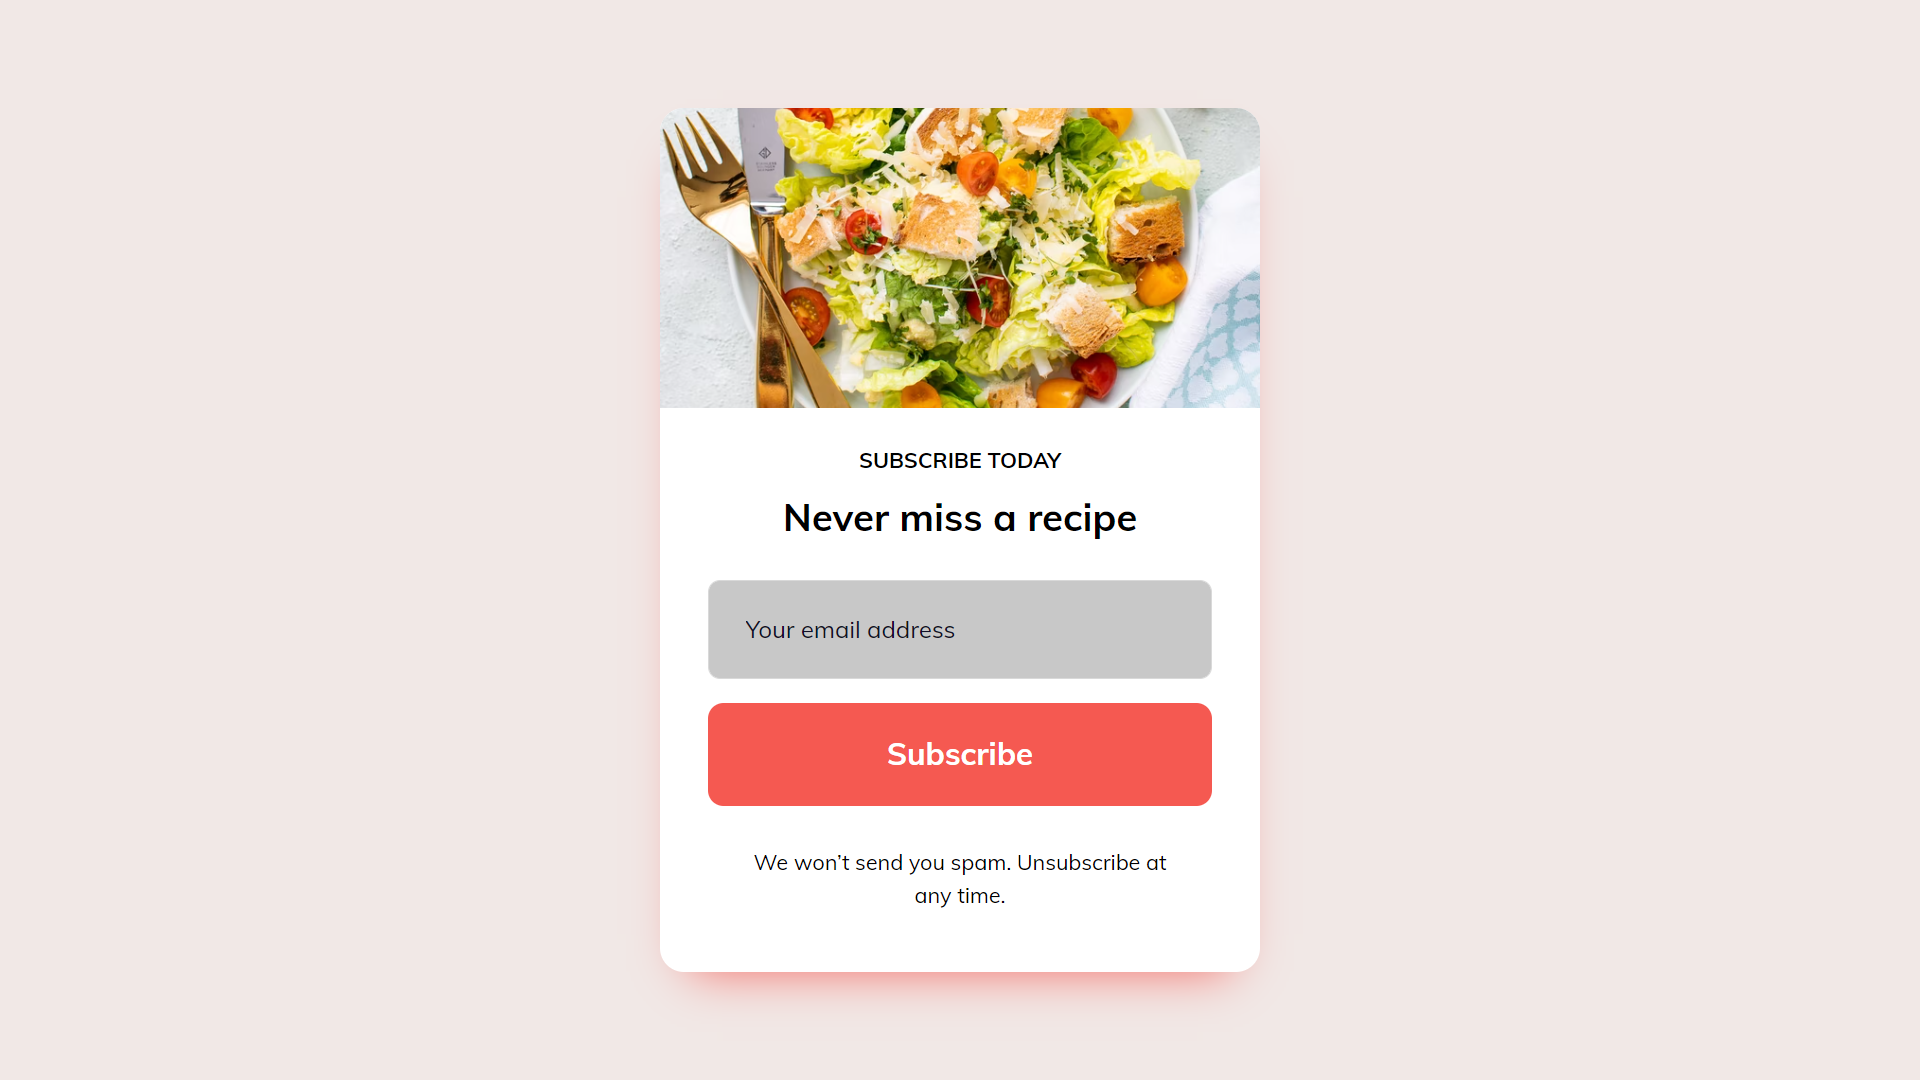 SUBSCRIBE TODAY
Never miss a recipe
Your email address
Subscribe
We won’t send you spam. Unsubscribe at
any time.